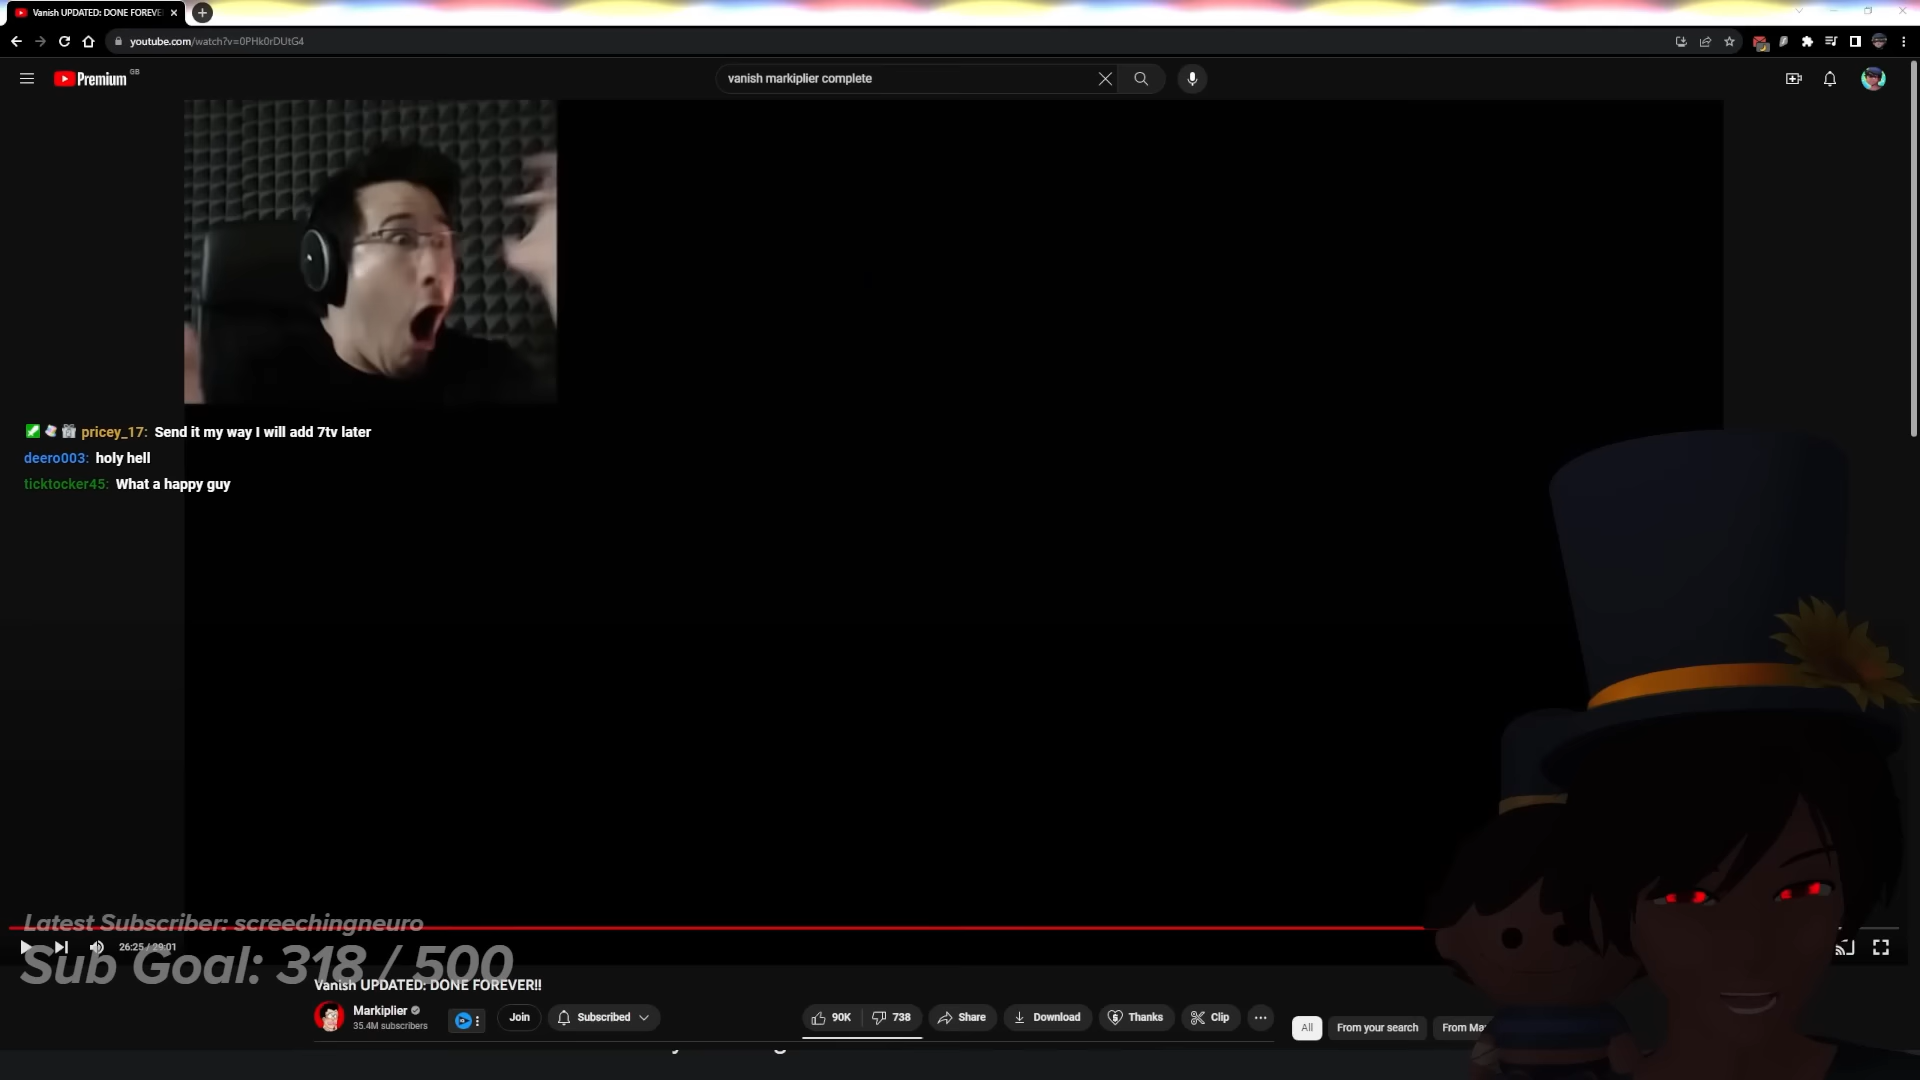 Vanish UPDATED: DONE FOREVE
youtube.com/watch?v=0PHk0rDUtG4
Premium GB
vanish markiplier complete
pricey_17: Send it my way I will add 7tv later
deero003: holy hell
ticktocker45: What a happy guy
Latest Subscriber: screechingneuro
26:25 / 29:01
Sub Goal: 318 / 500
Vanish UPDATED: DONE FOREVER!!
Markiplier
35.4M subscribers
Join
Subscribed
90K
738
Share
Download
Thanks
Clip
All
From your search
From Ma